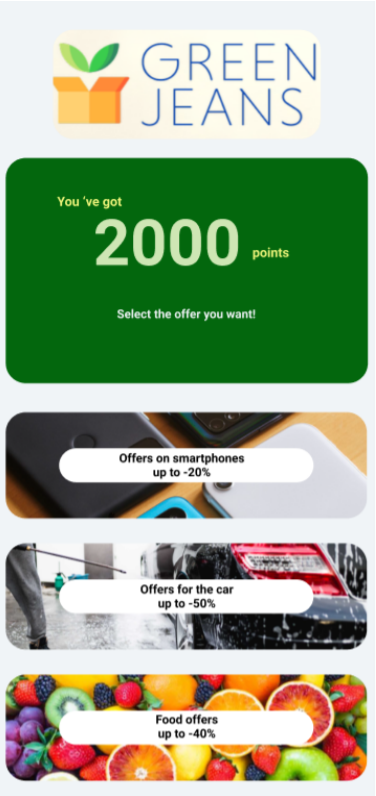 GREEN
JEANS
You 've got
2000 points
Select the offer you want!
Offers on smartphones
up to -20%
Offers for the car
up to -50%
Food offers
up to -40%